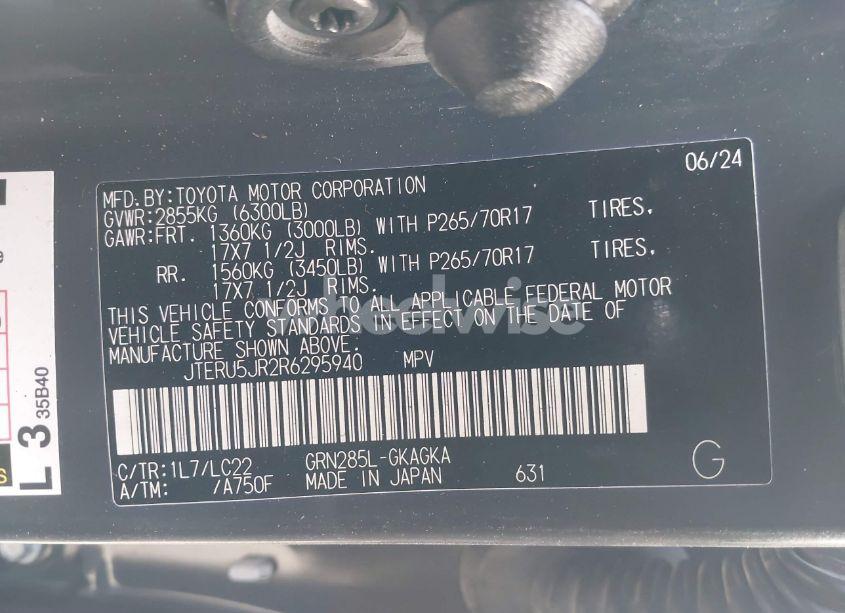 06/24
MFD.BY:TOYOTA MOTOR CORPORATION
GVWR:2855KG (6300LB)
GAWR:FRT. 1360KG (3000LB) WITH P265/70R17 TIRES,
17X7 1/2J RIMS.
RR. 1560KG (3450LB) WITH P265/70R17 TIRES,
17X7 1/2J RIMS.
THIS VEHICLE CONFORMS TO ALL APPLICABLE FEDERAL MOTOR
VEHICLE SAFETY STANDARDS IN EFFECT ON THE DATE OF
MANUFACTURE SHOWN ABOVE.
JTERU5JR2R6295940 MPV
C/TR:1L7/LC22 GRN285L-GKAGKA
A/TM: /A750F MADE IN JAPAN 631
G
L3
35B40